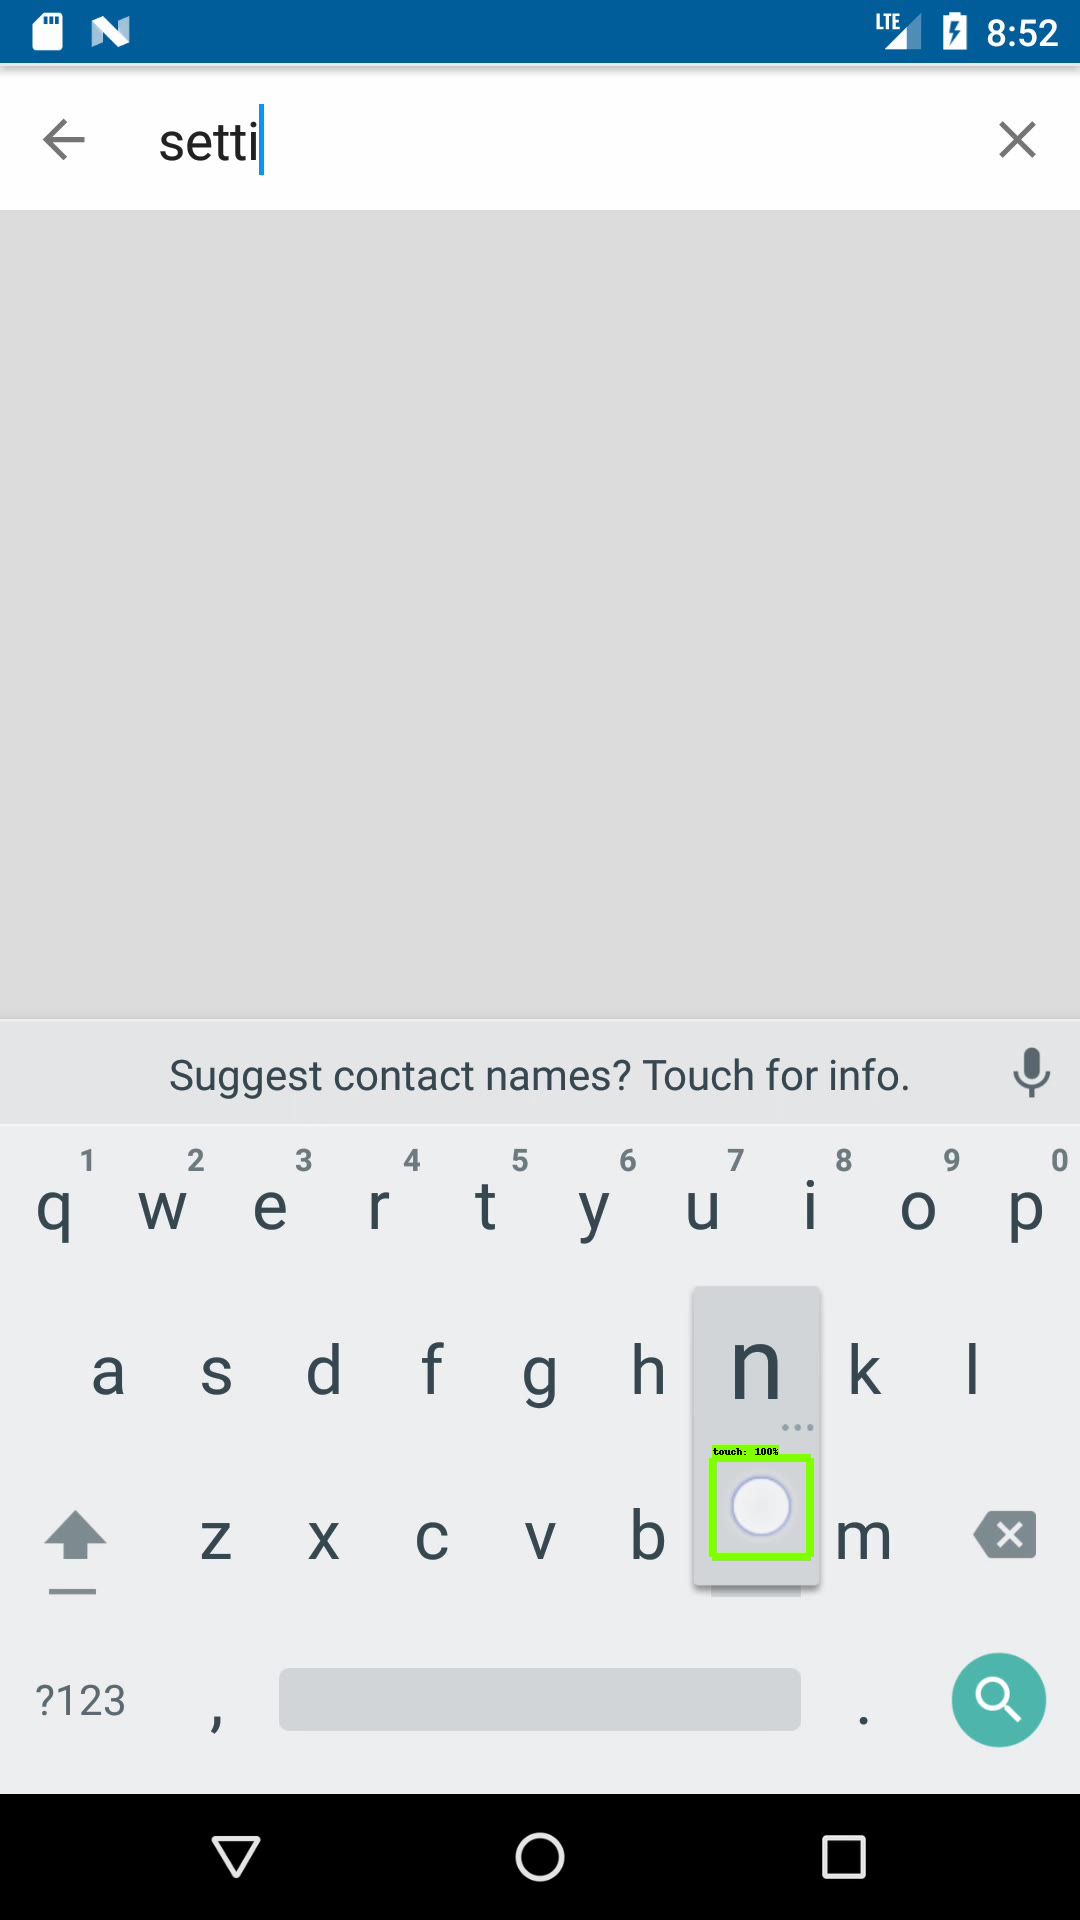 LTE 8:52
setti
Suggest contact names? Touch for info.
1 2 3 4 5 6 7 8 9 0
q w e r t y u i o p
a s d f g h n k l
...
touch: 100%
z x c v b m
?123 , .